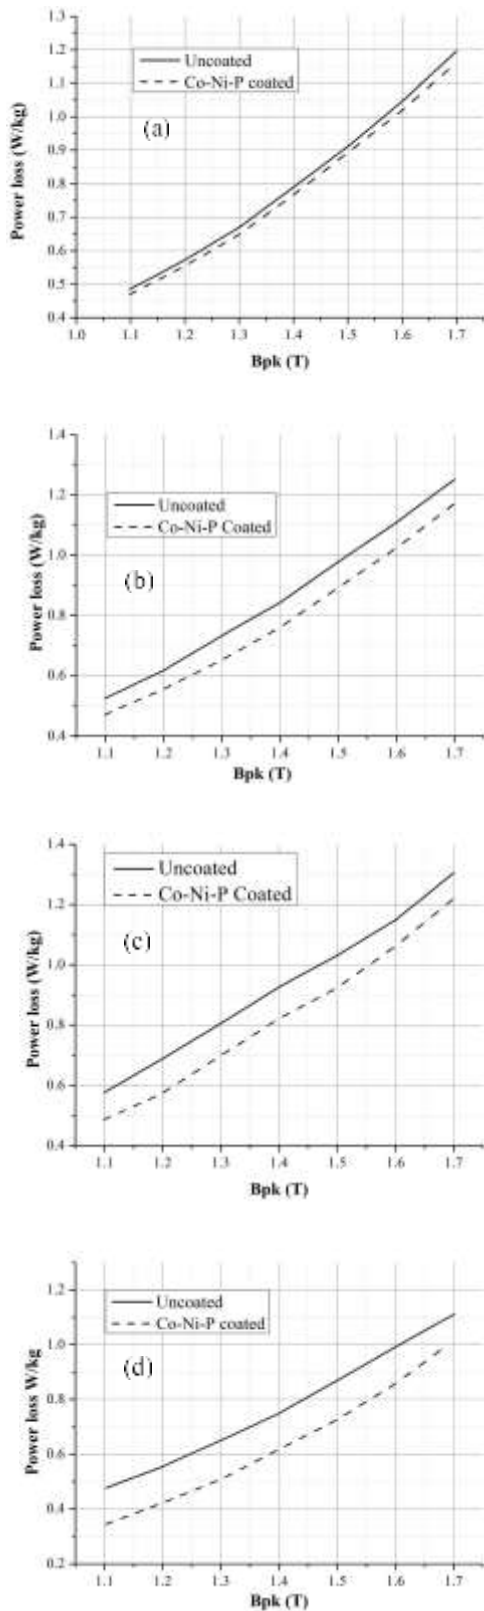 1.3
1.2
1.1
1.0
0.9
0.8
0.7
0.6
0.5
0.4
Power loss (W/kg)
Uncoated
Co-Ni-P coated
(a)
1.0 1.1 1.2 1.3 1.4 1.5 1.6 1.7
Bpk (T)
1.4
1.2
1.0
0.8
0.6
0.4
Power loss (W/kg)
Uncoated
Co-Ni-P Coated
(b)
1.1 1.2 1.3 1.4 1.5 1.6 1.7
Bpk (T)
1.4
1.2
1.0
0.8
0.6
0.4
Power loss (W/kg)
Uncoated
Co-Ni-P Coated
(c)
1.1 1.2 1.3 1.4 1.5 1.6 1.7
Bpk (T)
1.2
1.0
0.8
0.6
0.4
0.2
Power loss W/kg
Uncoated
Co-Ni-P coated
(d)
1.1 1.2 1.3 1.4 1.5 1.6 1.7
Bpk (T)